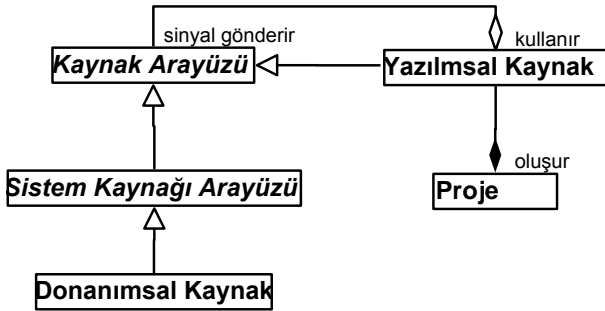 sinyal gönderir
kullanır
Kaynak Arayüzü
Yazılmsal Kaynak
oluşur
Sistem Kaynağı Arayüzü
Proje
Donanımsal Kaynak